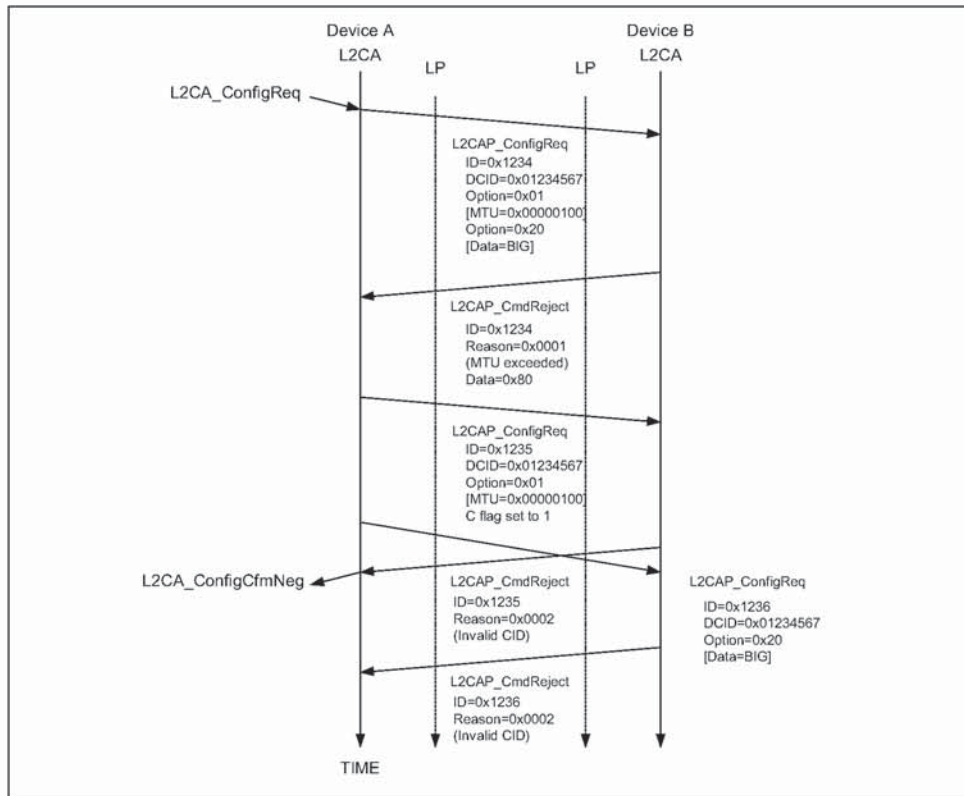 Device A
L2CA
LP
LP
Device B
L2CA
L2CA_ConfigReq
L2CAP_ConfigReq
ID=0x1234
DCID=0x01234567
Option=0x01
[MTU=0x00000100]
Option=0x20
[Data=BIG]
L2CAP_CmdReject
ID=0x1234
Reason=0x0001
(MTU exceeded)
Data=0x80
L2CAP_ConfigReq
ID=0x1235
DCID=0x01234567
Option=0x01
[MTU=0x00000100]
C flag set to 1
L2CA_ConfigCfmNeg
L2CAP_CmdReject
ID=0x1235
Reason=0x0002
(Invalid CID)
L2CAP_ConfigReq
ID=0x1236
DCID=0x01234567
Option=0x20
[Data=BIG]
L2CAP_CmdReject
ID=0x1236
Reason=0x0002
(Invalid CID)
TIME